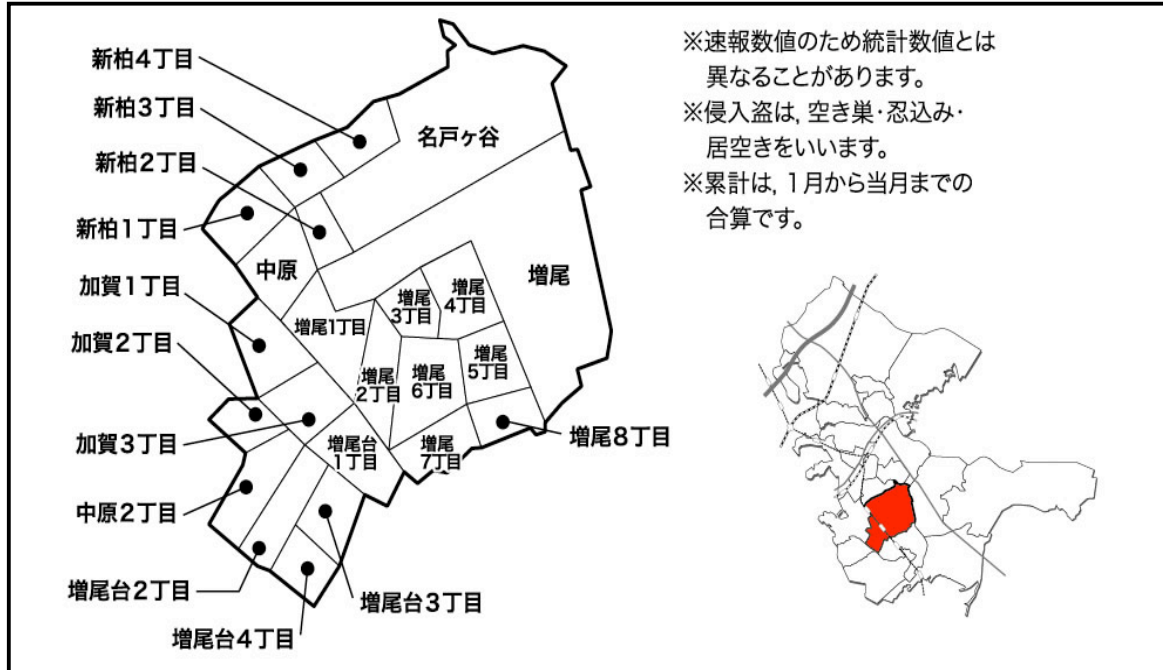 新柏4丁目
新柏3丁目
新柏2丁目
新柏1丁目
加賀1丁目
加賀2丁目
加賀3丁目
中原2丁目
増尾台2丁目
増尾台4丁目
増尾台3丁目
名戸ヶ谷
中原
増尾
増尾1丁目
増尾
2丁目
増尾
3丁目
増尾
4丁目
増尾
5丁目
増尾
6丁目
増尾
7丁目
増尾8丁目
増尾台
1丁目
※速報数値のため統計数値とは
異なることがあります。
※侵入盗は, 空き巣・忍込み・
居空きをいいます。
※累計は, 1月から当月までの
合算です。